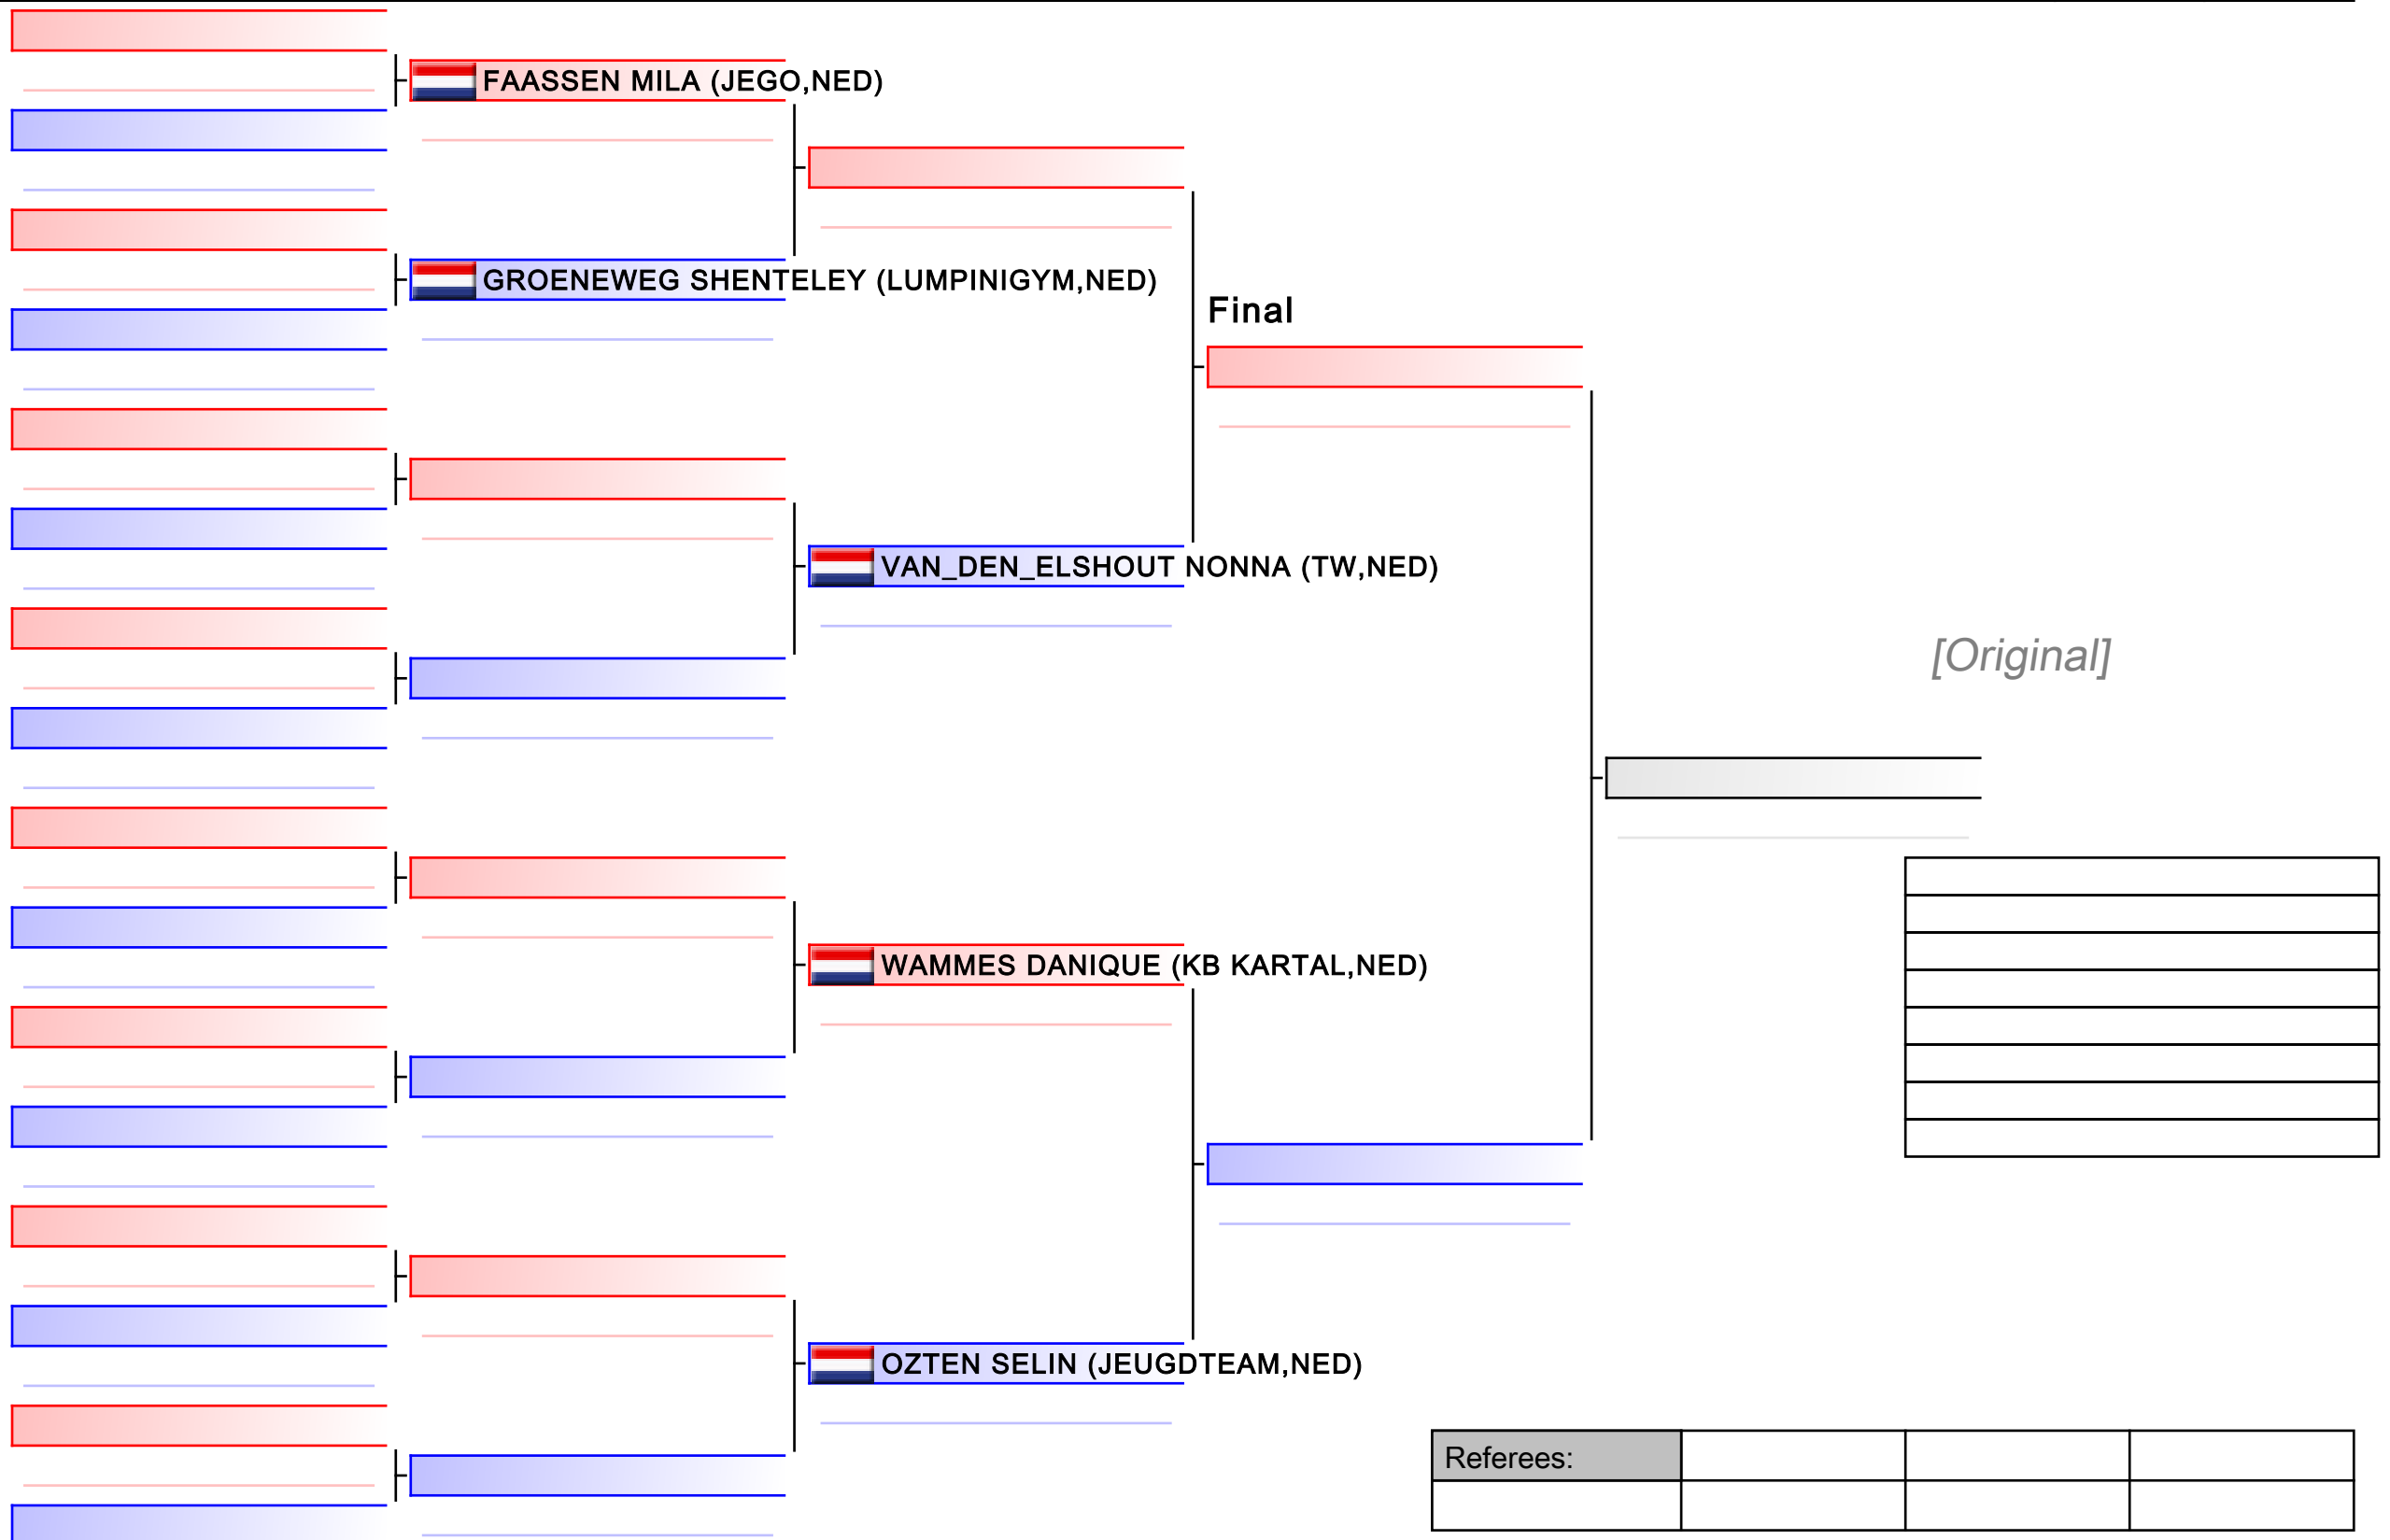 FAASSEN MILA (JEGO,NED)
GROENEWEG SHENTELEY (LUMPINIGYM,NED)
Final
VAN_DEN_ELSHOUT NONNA (TW,NED)
[Original]
WAMMES DANIQUE (KB KARTAL,NED)
OZTEN SELIN (JEUGDTEAM,NED)
Referees: